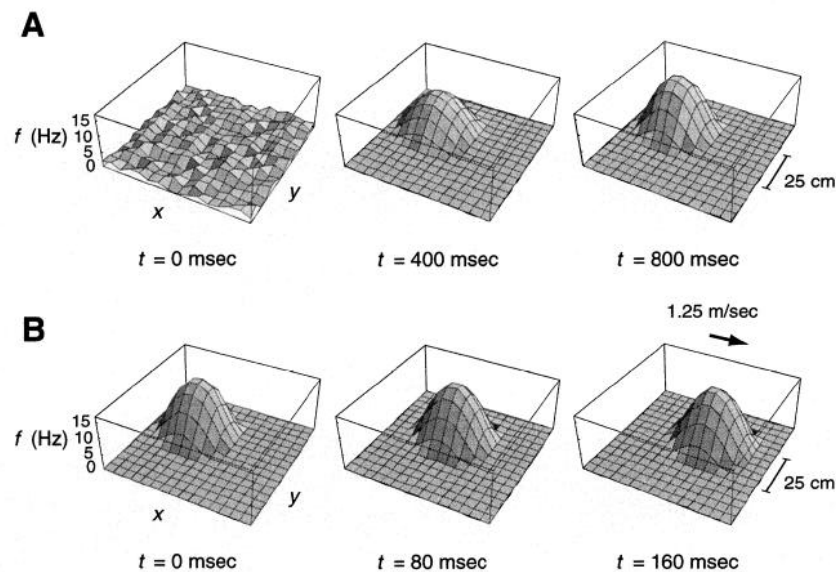 A
15
10
f (Hz)
5
0
x
y
25 cm
t = 0 msec
t = 400 msec
t = 800 msec
B
1.25 m/sec
15
10
f (Hz)
5
0
x
y
25 cm
t = 0 msec
t = 80 msec
t = 160 msec